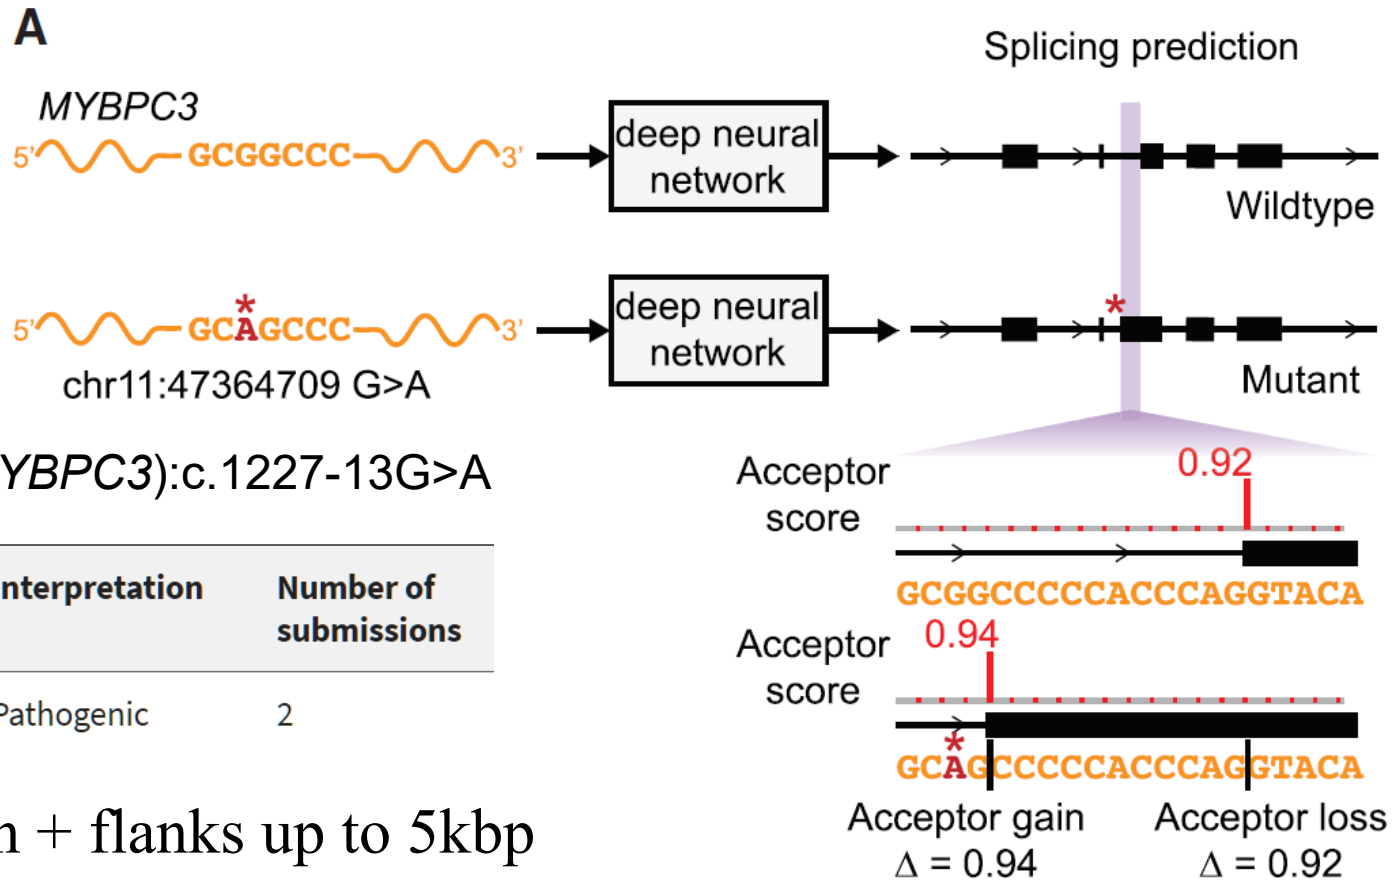 A
Splicing prediction
MYBPC3
5’ GCGGCCC 3’
deep neural
network
Wildtype
*
5’ GCAGCCC 3’
deep neural
network
*
chr11:47364709 G>A
Mutant
YBPC3):c.1227-13G>A
Acceptor
score
0.92
GCGGCCCCCACCCAGGTACA
nterpretation
Number of
submissions
Pathogenic
2
Acceptor
score
0.94
*
GCAGCCCCCACCCAGGTACA
Acceptor gain
Δ = 0.94
Acceptor loss
Δ = 0.92
+ flanks up to 5kbp